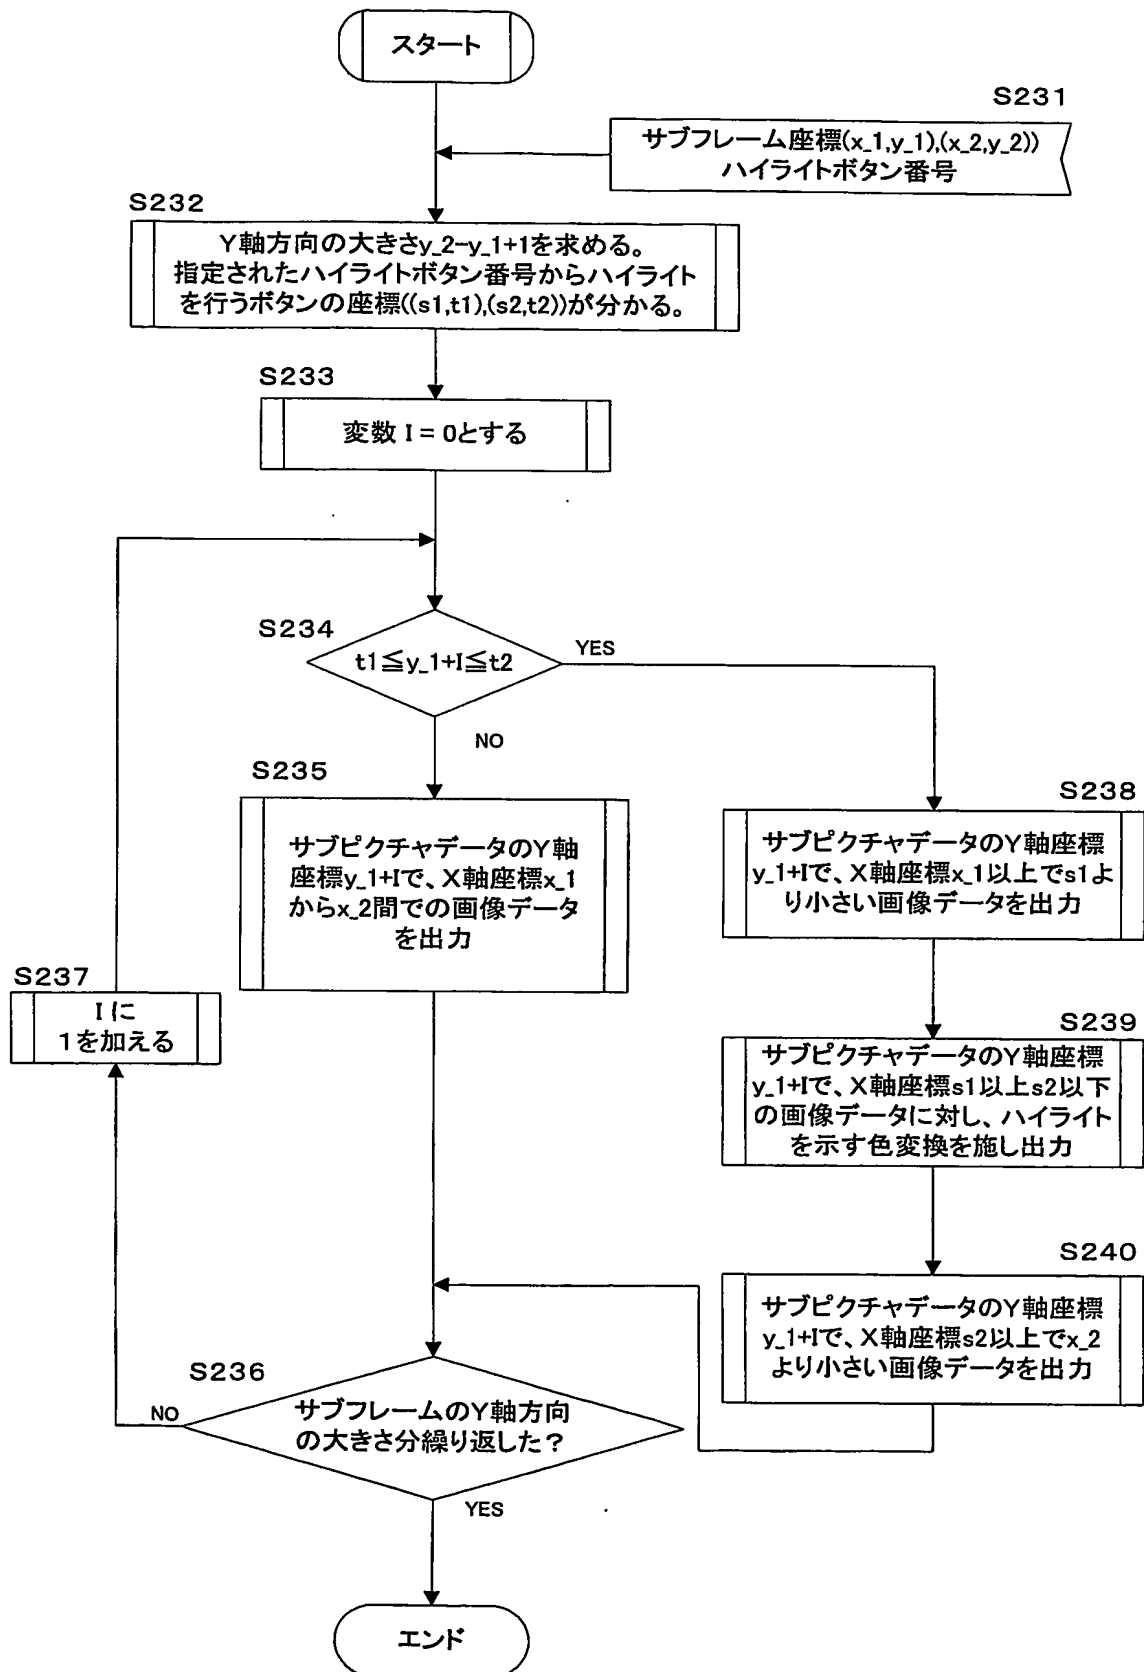 スタート
S231
サブフレーム座標(x_1,y_1),(x_2,y_2))
ハイライトボタン番号
S232
Y軸方向の大きさy_2-y_1+1を求める。
指定されたハイライトボタン番号からハイライト
を行うボタンの座標((s1,t1),(s2,t2))が分かる。
S233
変数 I = 0とする
S234
t1≦y_1+I≦t2
YES
NO
S235
サブピクチャデータのY軸
座標y_1+Iで、X軸座標x_1
からx_2間での画像データ
を出力
S238
サブピクチャデータのY軸座標
y_1+Iで、X軸座標x_1以上でs1よ
り小さい画像データを出力
S237
I に
1を加える
S239
サブピクチャデータのY軸座標
y_1+Iで、X軸座標s1以上s2以下
の画像データに対し、ハイライト
を示す色変換を施し出力
S240
サブピクチャデータのY軸座標
y_1+Iで、X軸座標s2以上でx_2
より小さい画像データを出力
S236
サブフレームのY軸方向
の大きさ分繰り返した？
NO
YES
エンド